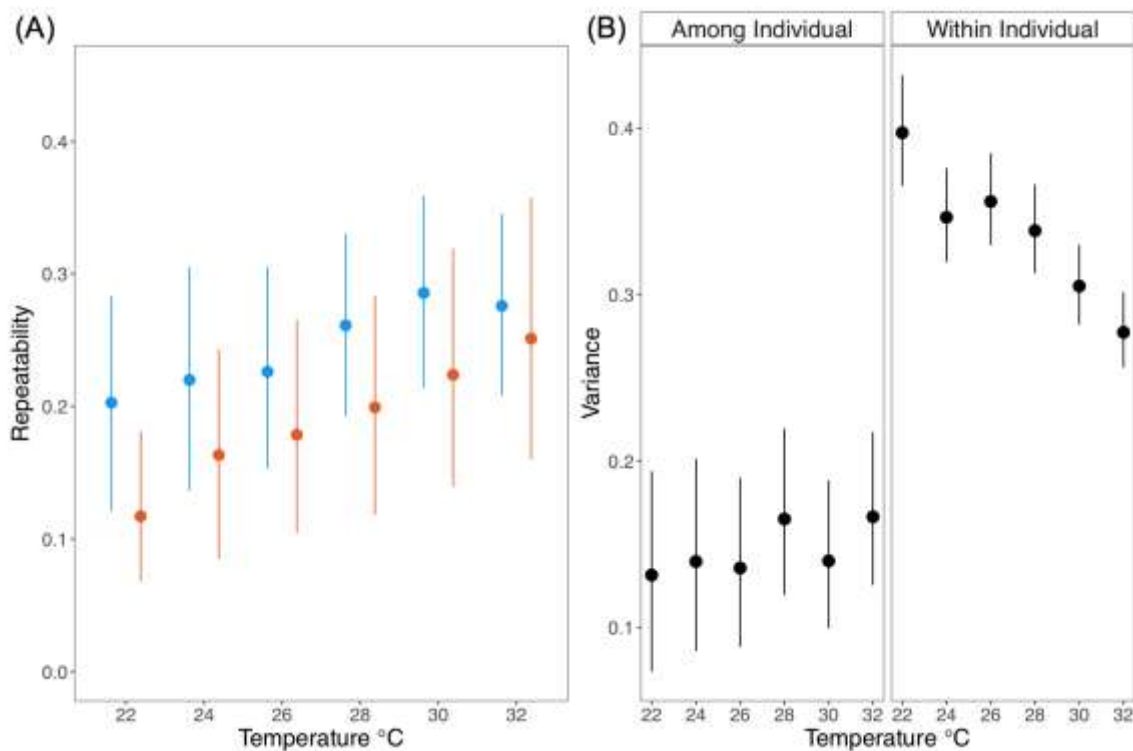 (A)
Repeatability
0.4
0.3
0.2
0.1
0.0
22 24 26 28 30 32
Temperature °C
(B)
Among Individual Within Individual
Variance
0.4
0.3
0.2
0.1
22 24 26 28 30 32 22 24 26 28 30 32
Temperature °C